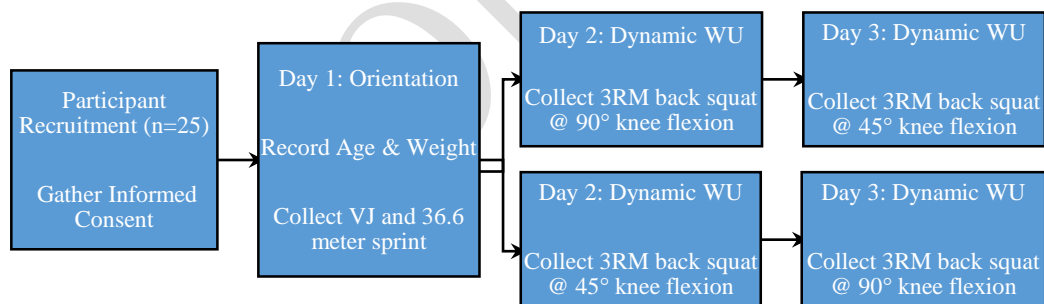 Participant
Recruitment (n=25)
Gather Informed
Consent
Day 1: Orientation
Record Age & Weight
Collect VJ and 36.6
meter sprint
Day 2: Dynamic WU
Collect 3RM back squat
@ 90° knee flexion
Day 3: Dynamic WU
Collect 3RM back squat
@ 45° knee flexion
Day 2: Dynamic WU
Collect 3RM back squat
@ 45° knee flexion
Day 3: Dynamic WU
Collect 3RM back squat
@ 90° knee flexion